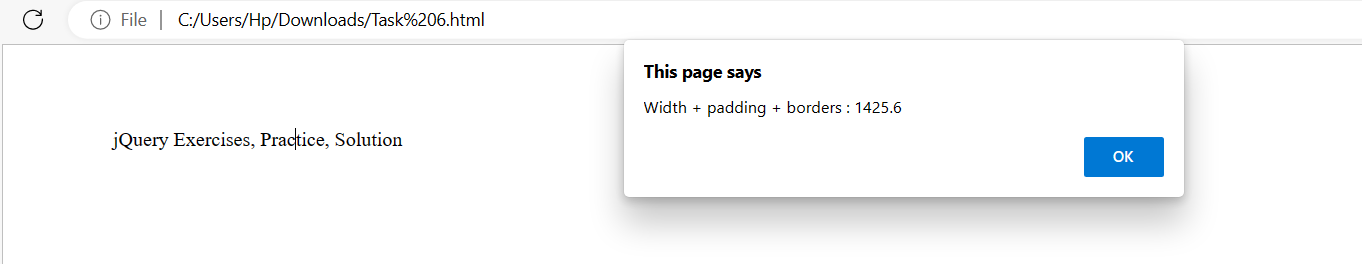 File | C:/Users/Hp/Downloads/Task%206.html
This page says
Width + padding + borders : 1425.6
jQuery Exercises, Practice, Solution
OK